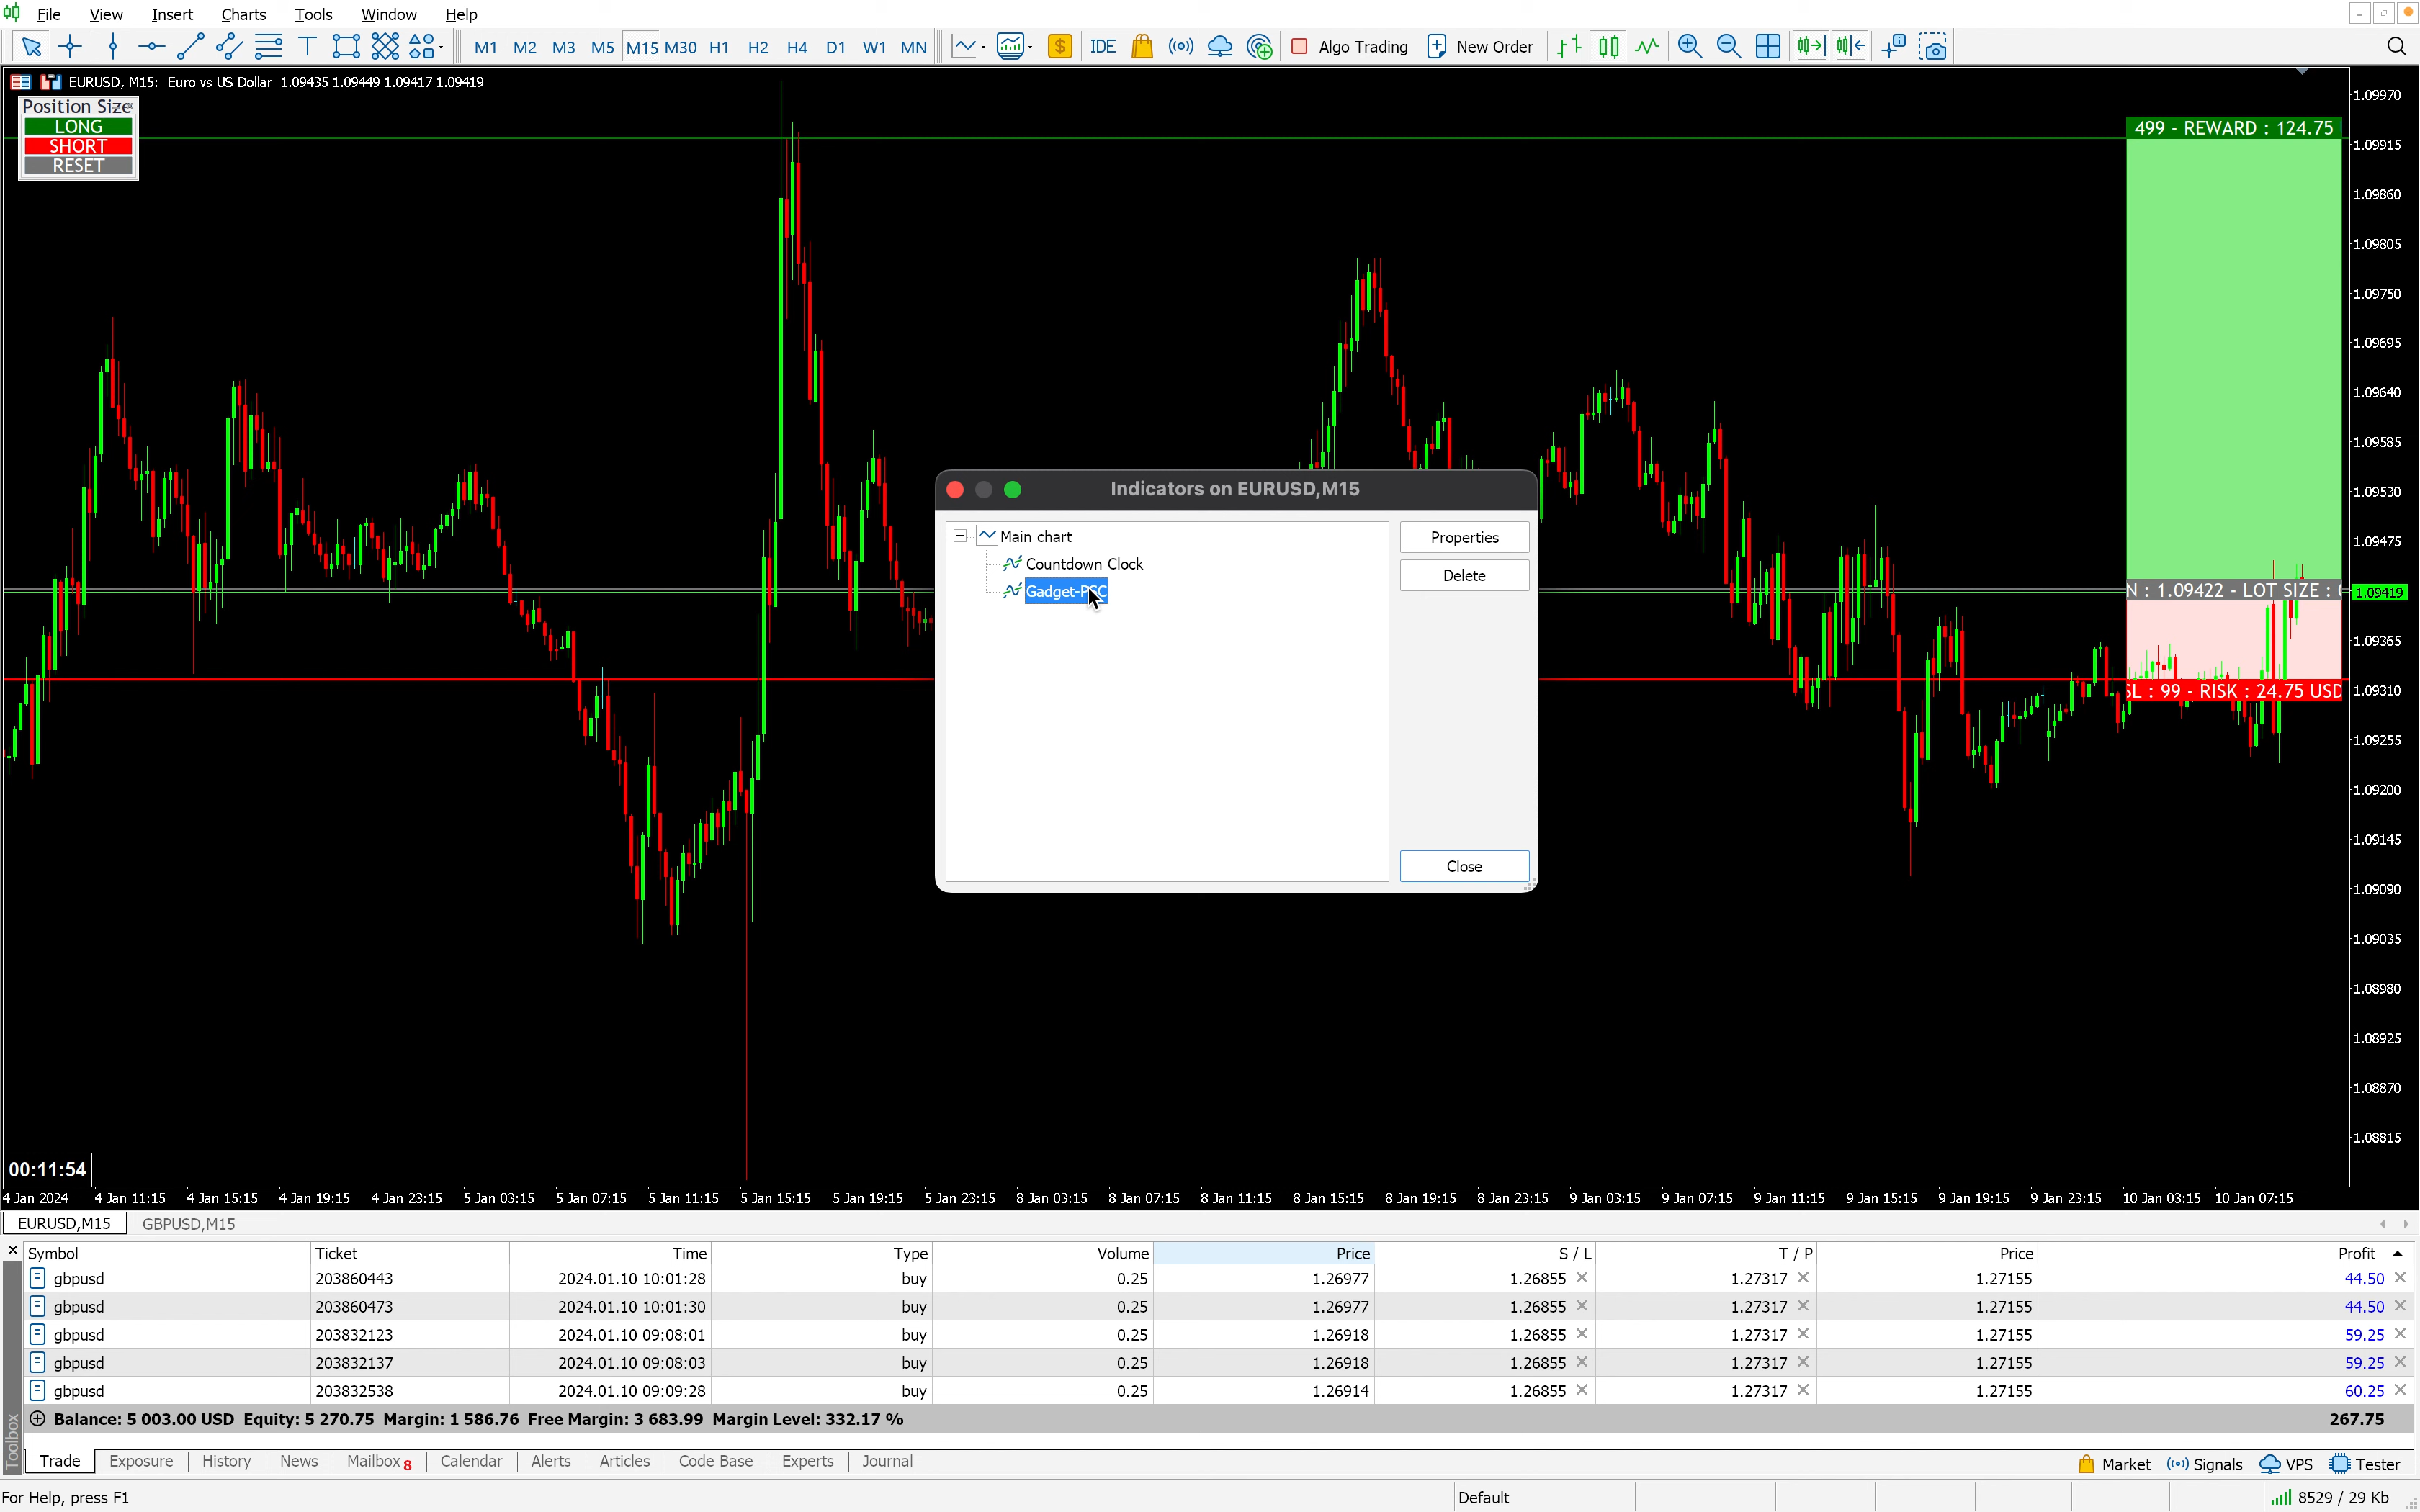 File View Insert Charts Tools Window Help
M1 M2 M3 M5 M15 M30 H1 H2 H4 D1 W1 MN IDE Algo Trading New Order
EURUSD, M15: Euro vs US Dollar 1.09435 1.09449 1.09417 1.09419
Position Size
LONG
SHORT
RESET
499 - REWARD : 124.75
N : 1.09422 - LOT SIZE :
SL : 99 - RISK : 24.75 USD
1.09970
1.09915
1.09860
1.09805
1.09750
1.09695
1.09640
1.09585
1.09530
1.09475
1.09419
1.09365
1.09310
1.09255
1.09200
1.09145
1.09090
1.09035
1.08980
1.08925
1.08870
1.08815
Indicators on EURUSD,M15
Main chart
Countdown Clock
Gadget-PSC
Properties
Delete
Close
00:11:54
4 Jan 2024 4 Jan 11:15 4 Jan 15:15 4 Jan 19:15 4 Jan 23:15 5 Jan 03:15 5 Jan 07:15 5 Jan 11:15 5 Jan 15:15 5 Jan 19:15 5 Jan 23:15 8 Jan 03:15 8 Jan 07:15 8 Jan 11:15 8 Jan 15:15 8 Jan 19:15 8 Jan 23:15 9 Jan 03:15 9 Jan 07:15 9 Jan 11:15 9 Jan 15:15 9 Jan 19:15 9 Jan 23:15 10 Jan 03:15 10 Jan 07:15
EURUSD,M15 GBPUSD,M15
Symbol Ticket Time Type Volume Price S / L T / P Price Profit
gbpusd 203860443 2024.01.10 10:01:28 buy 0.25 1.26977 1.26855 1.27317 1.27155 44.50
gbpusd 203860473 2024.01.10 10:01:30 buy 0.25 1.26977 1.26855 1.27317 1.27155 44.50
gbpusd 203832123 2024.01.10 09:08:01 buy 0.25 1.26918 1.26855 1.27317 1.27155 59.25
gbpusd 203832137 2024.01.10 09:08:03 buy 0.25 1.26918 1.26855 1.27317 1.27155 59.25
gbpusd 203832538 2024.01.10 09:09:28 buy 0.25 1.26914 1.26855 1.27317 1.27155 60.25
Balance: 5 003.00 USD Equity: 5 270.75 Margin: 1 586.76 Free Margin: 3 683.99 Margin Level: 332.17 % 267.75
Toolbox
Trade Exposure History News Mailbox 8 Calendar Alerts Articles Code Base Experts Journal Market Signals VPS Tester
For Help, press F1 Default 8529 / 29 Kb